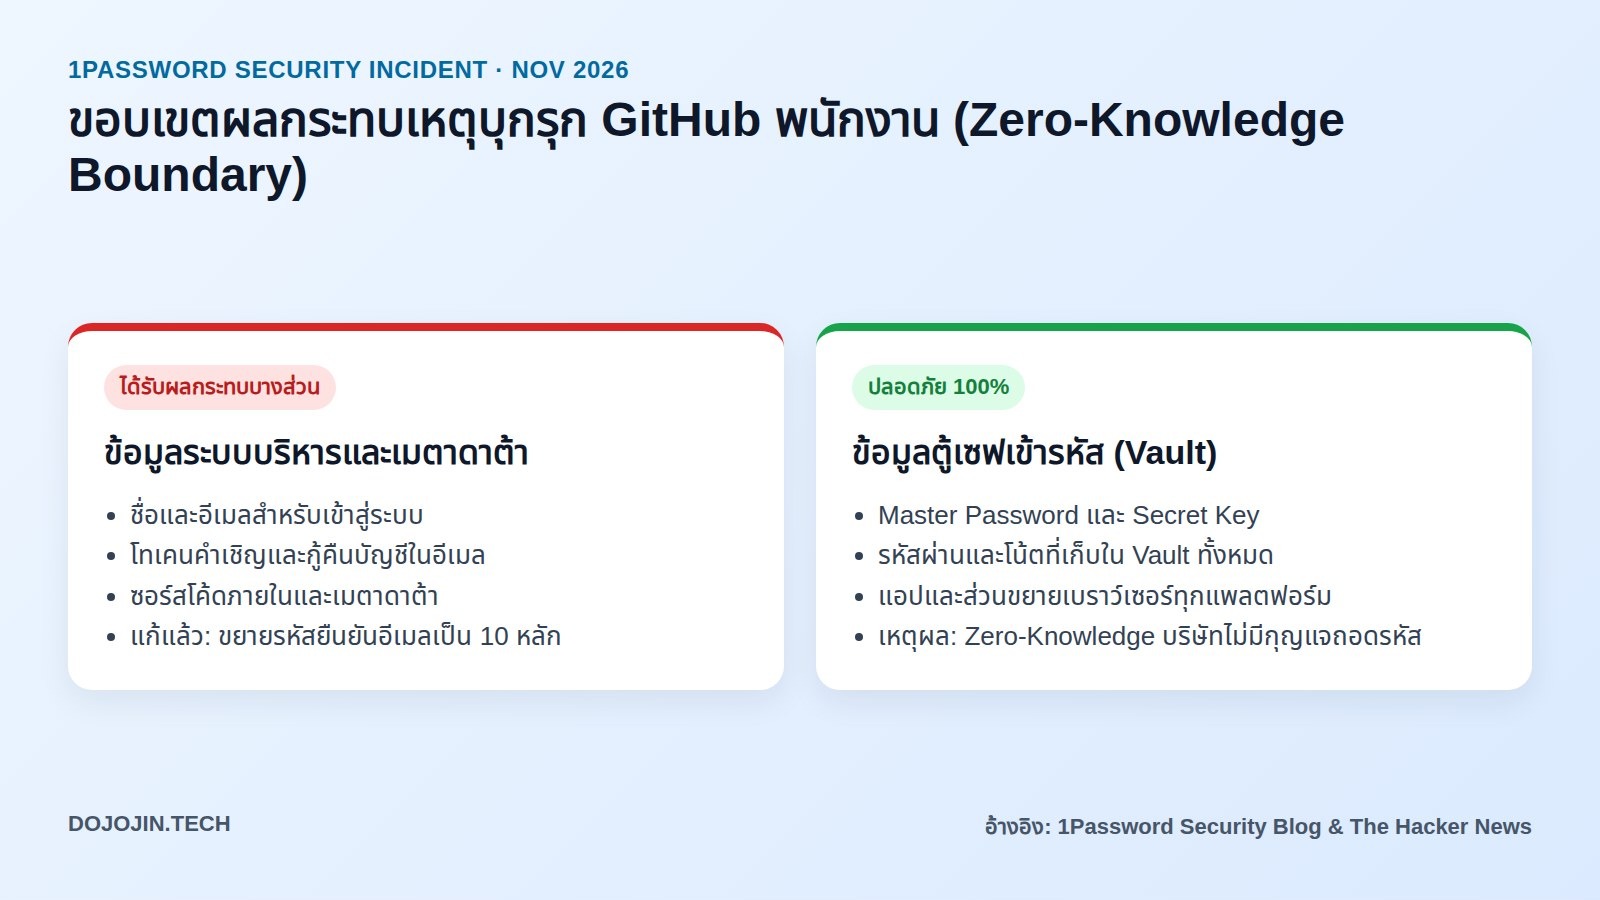 1PASSWORD SECURITY INCIDENT · NOV 2026
ขอบเขตผลกระทบเหตุบุกรุก GitHub พนักงาน (Zero-Knowledge
Boundary)
ได้รับผลกระทบบางส่วน
ข้อมูลระบบบริหารและเมตาดาต้า
• ชื่อและอีเมลสำหรับเข้าสู่ระบบ
• โทเคนคำเชิญและกู้คืนบัญชีในอีเมล
• ซอร์สโค้ดภายในและเมตาดาต้า
• แก้แล้ว: ขยายรหัสยืนยันอีเมลเป็น 10 หลัก
ปลอดภัย 100%
ข้อมูลตู้เซฟเข้ารหัส (Vault)
• Master Password และ Secret Key
• รหัสผ่านและโน้ตที่เก็บใน Vault ทั้งหมด
• แอปและส่วนขยายเบราว์เซอร์ทุกแพลตฟอร์ม
• เหตุผล: Zero-Knowledge บริษัทไม่มีกุญแจถอดรหัส
DOJOJIN.TECH
อ้างอิง: 1Password Security Blog & The Hacker News